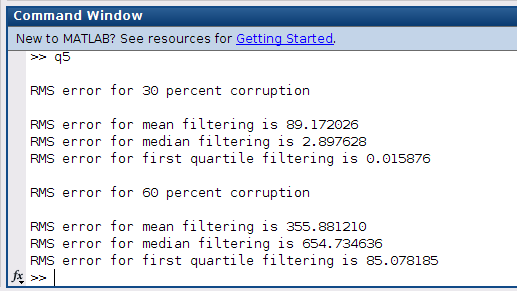 Command Window
New to MATLAB? See resources for Getting Started.
>> q5
RMS error for 30 percent corruption
RMS error for mean filtering is 89.172026
RMS error for median filtering is 2.897628
RMS error for first quartile filtering is 0.015876
RMS error for 60 percent corruption
RMS error for mean filtering is 355.881210
RMS error for median filtering is 654.734636
RMS error for first quartile filtering is 85.078185
fx >>